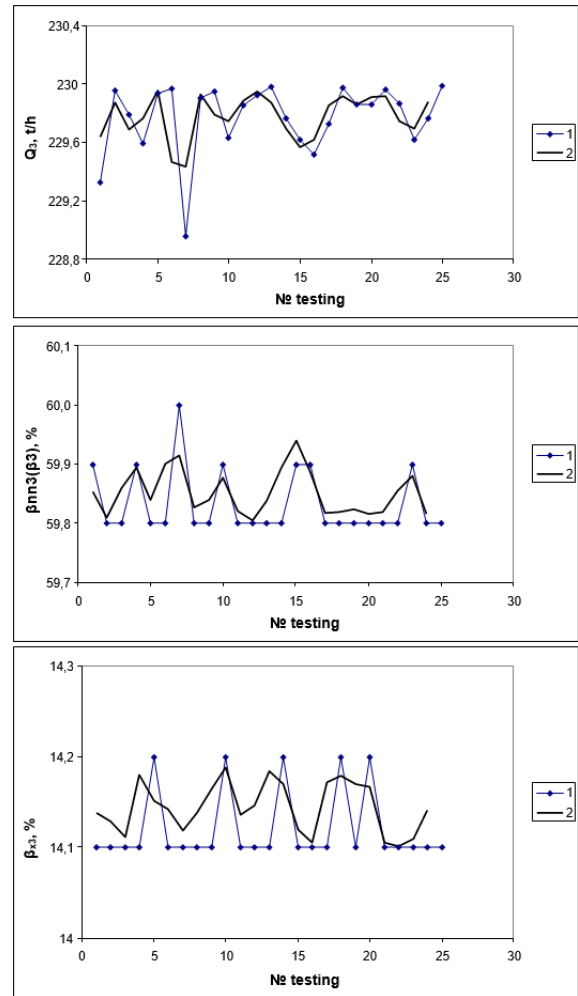 230,4
230
229,6
229,2
228,8
Q₃, t/h
0 5 10 15 20 25 30
№ testing
1
2
60,1
60,0
59,9
59,8
59,7
βnn3(β3), %
0 5 10 15 20 25 30
№ testing
1
2
14,3
14,2
14,1
14
βₓ₃, %
0 5 10 15 20 25 30
№ testing
1
2